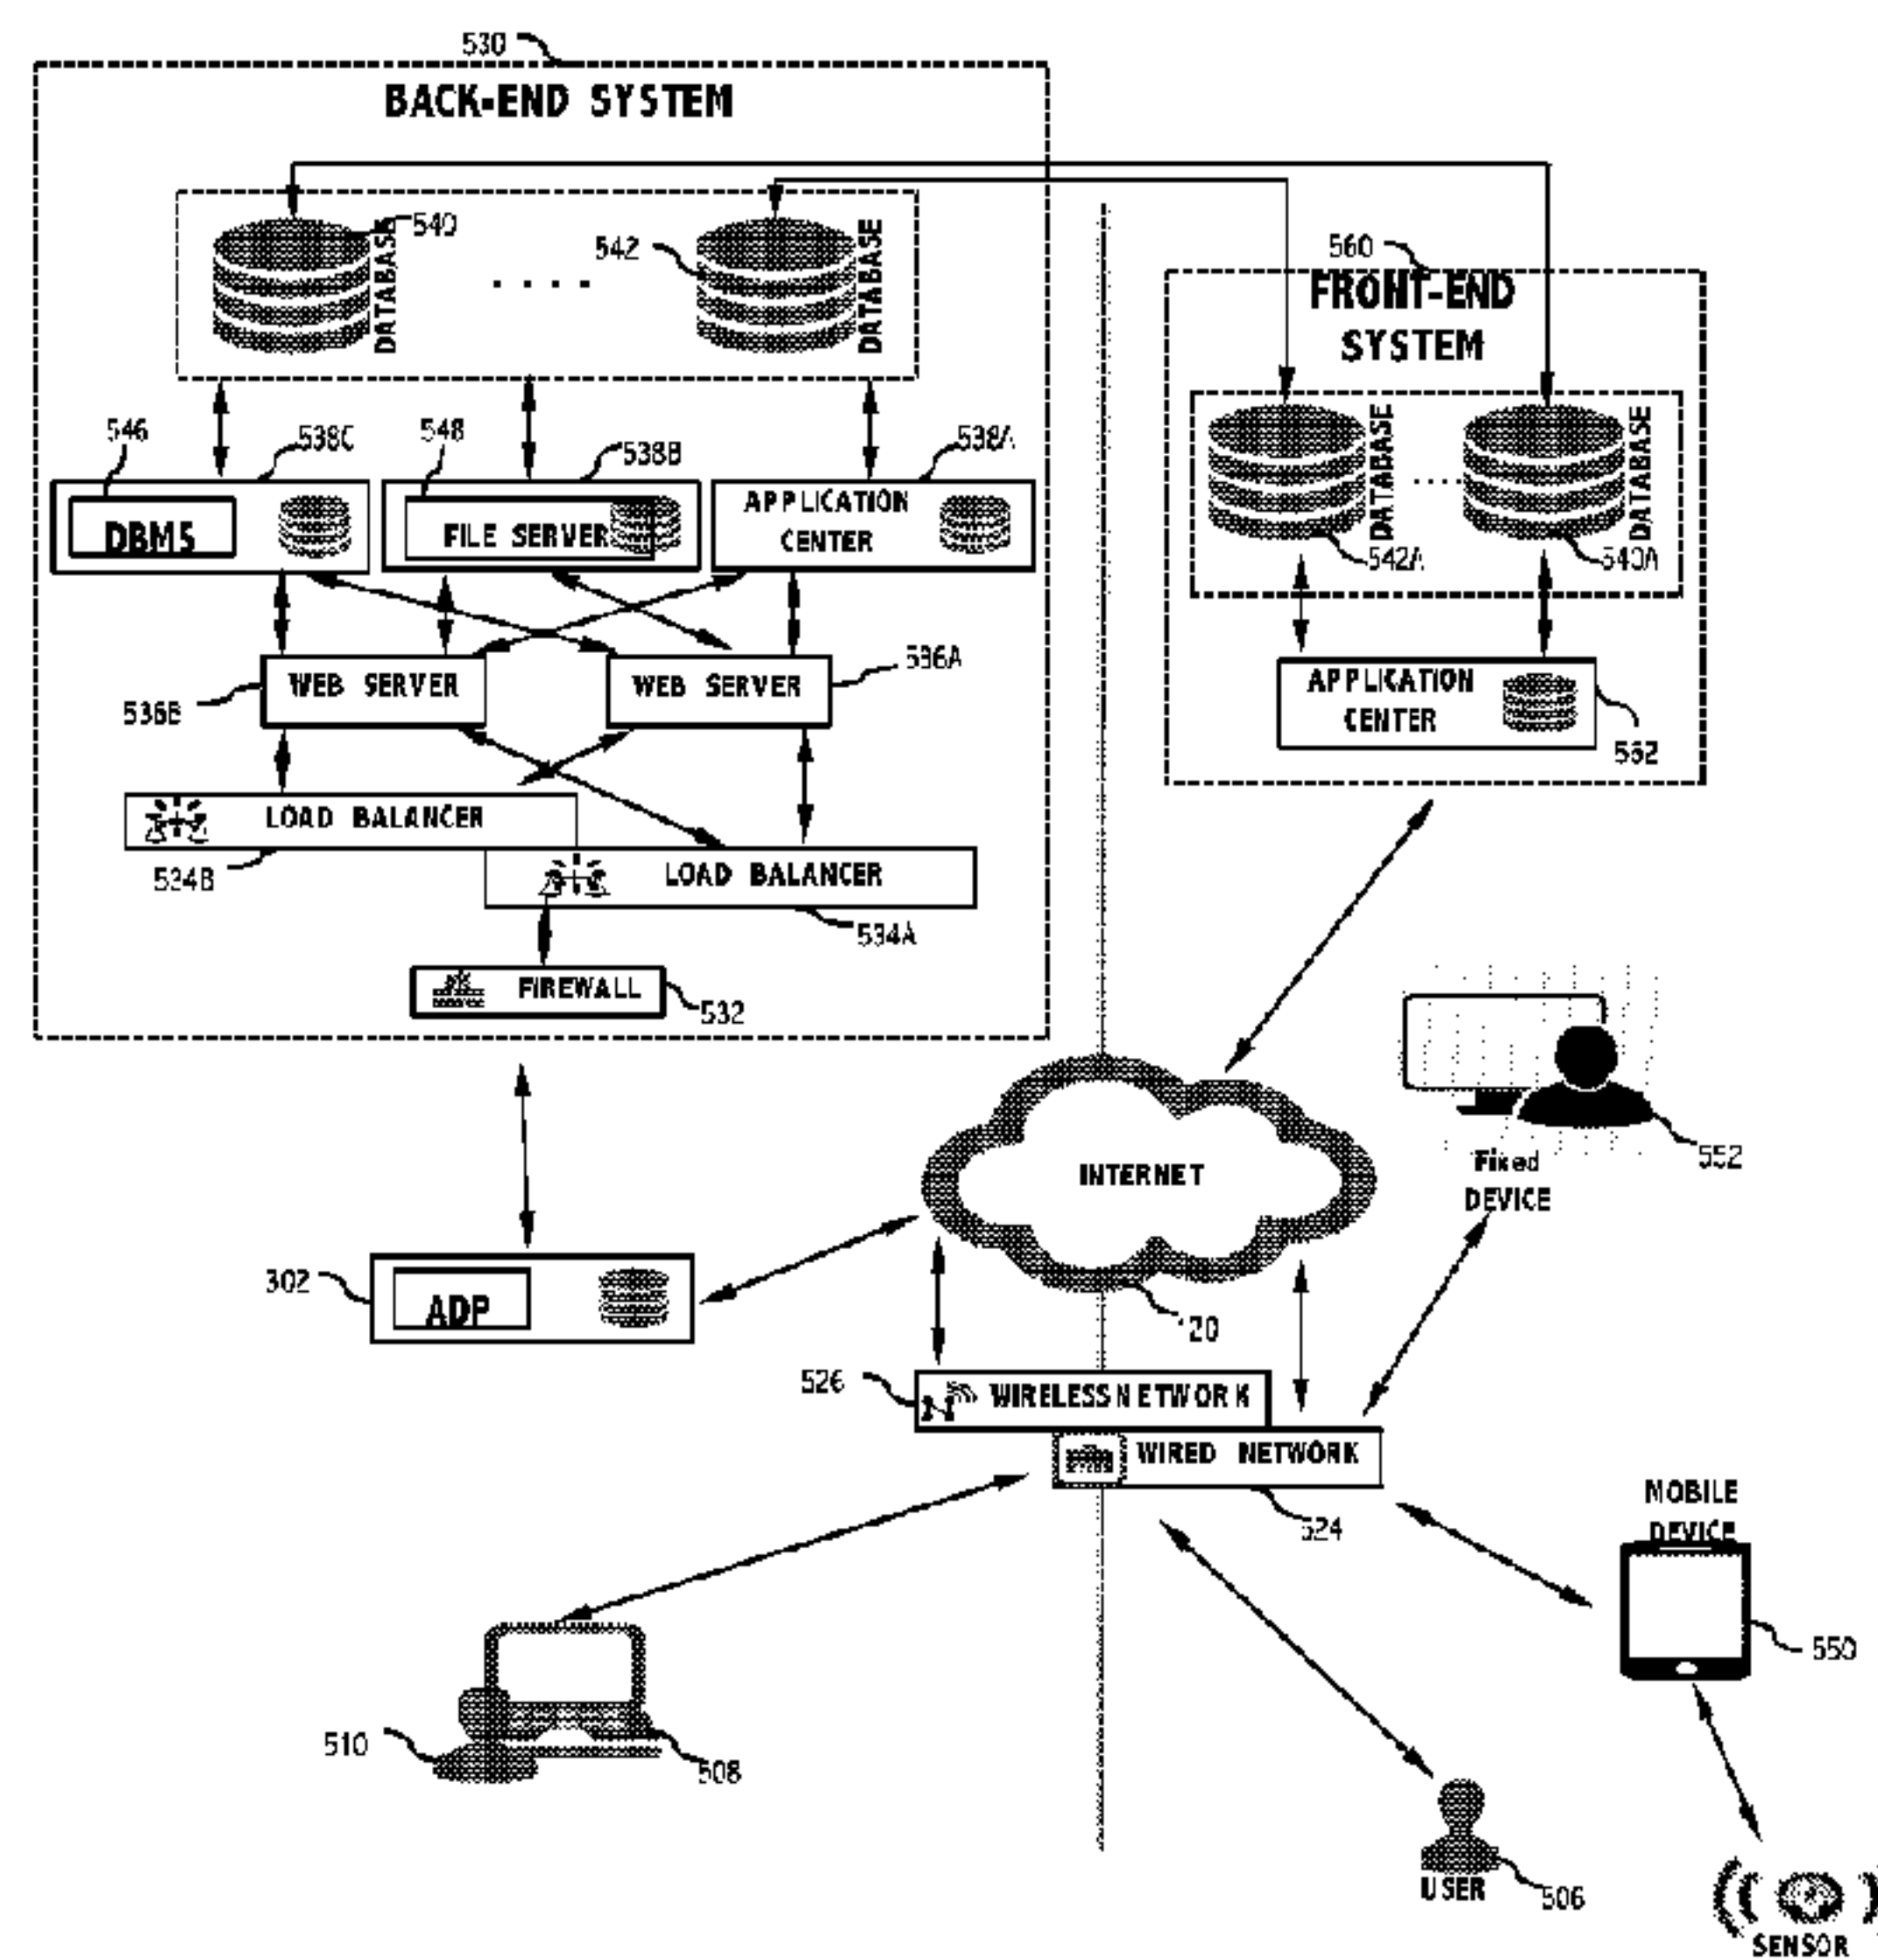 530
BACK-END SYSTEM
540
DATABASE
542
DATABASE
560
FRONT-END
SYSTEM
546
538C
548
538B
538A
DBMS
FILE SERVER
APPLICATION
CENTER
DATABASE
DATABASE
542A
540A
WEB SERVER
WEB SERVER
536A
536B
APPLICATION
CENTER
562
LOAD BALANCER
534B
LOAD BALANCER
534A
FIREWALL
532
INTERNET
552
Fixed
DEVICE
302
ADP
526
WIRELESS NETWORK
WIRED NETWORK
524
MOBILE
DEVICE
550
510
508
USER
506
SENSOR